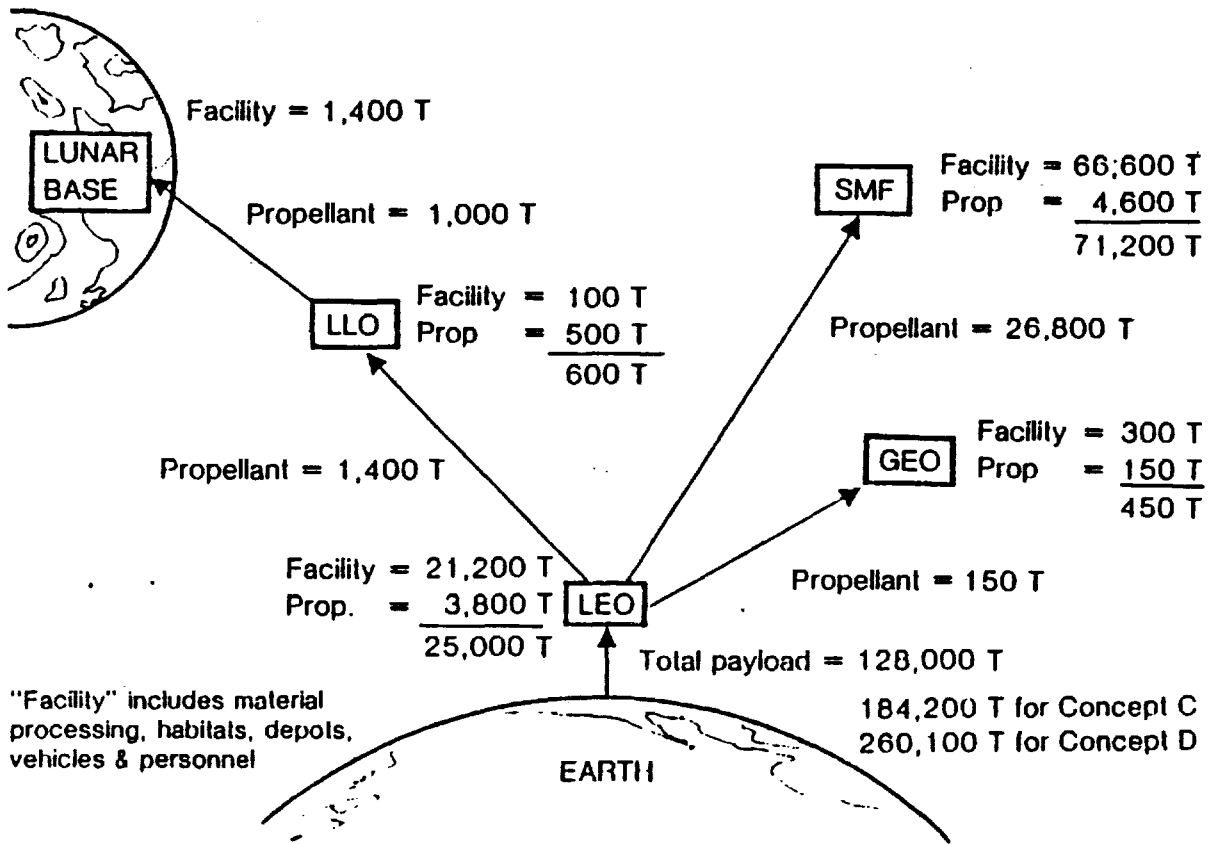 Facility = 1,400 T
LUNAR
BASE
Propellant = 1,000 T
LLO
Facility = 100 T
Prop = 500 T
600 T
Propellant = 1,400 T
SMF
Facility = 66,600 T
Prop 4,600 T
71,200 T
Propellant = 26,800 T
GEO
Facility = 300 T
Prop = 150 T
450 T
Propellant = 150 T
Facility = 21,200 T
Prop. = 3,800 T
25,000 T
LEO
Total payload = 128,000 T
184,200 T for Concept C
260,100 T for Concept D
"Facility" includes material
processing, habitats, depots,
vehicles & personnel
EARTH